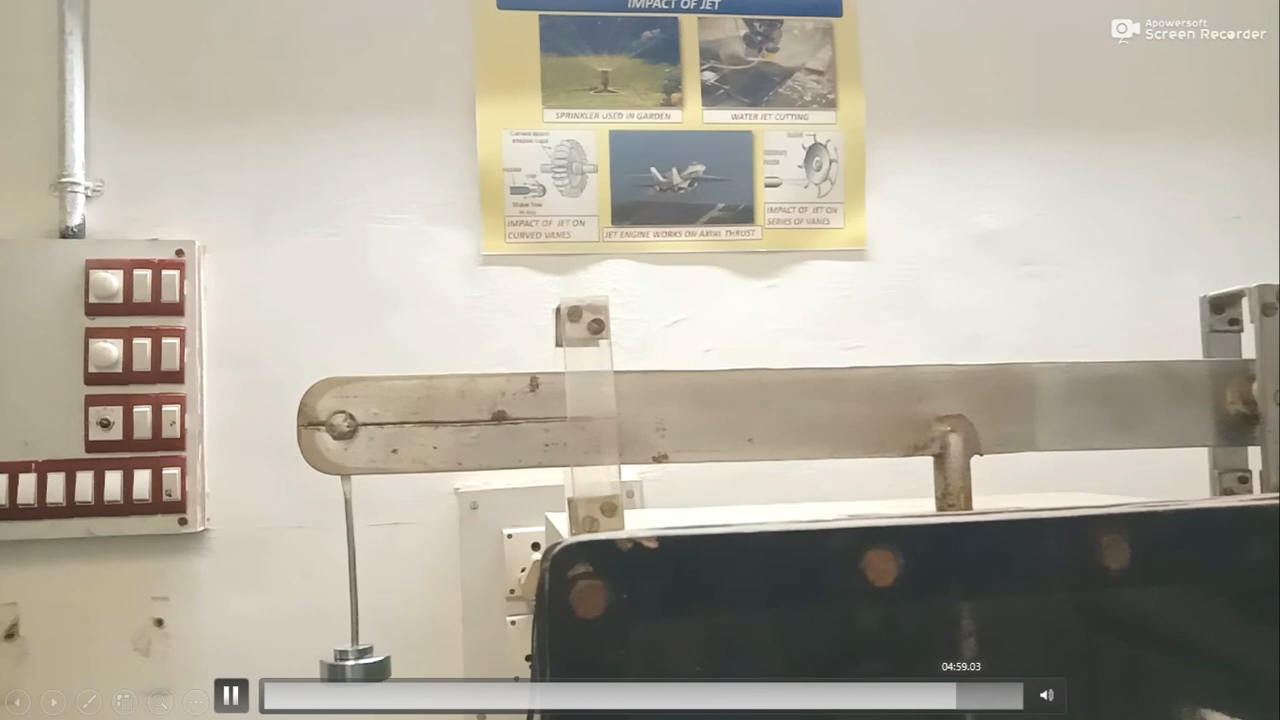 IMPACT OF JET
Apowersoft
Screen Recorder
SPRINKLER USED IN GARDEN
WATER JET CUTTING
IMPACT OF JET ON
CURVED VANES
JET ENGINE WORKS ON AXIAL THRUST
IMPACT OF JET ON
SERIES OF VANES
04:59.03